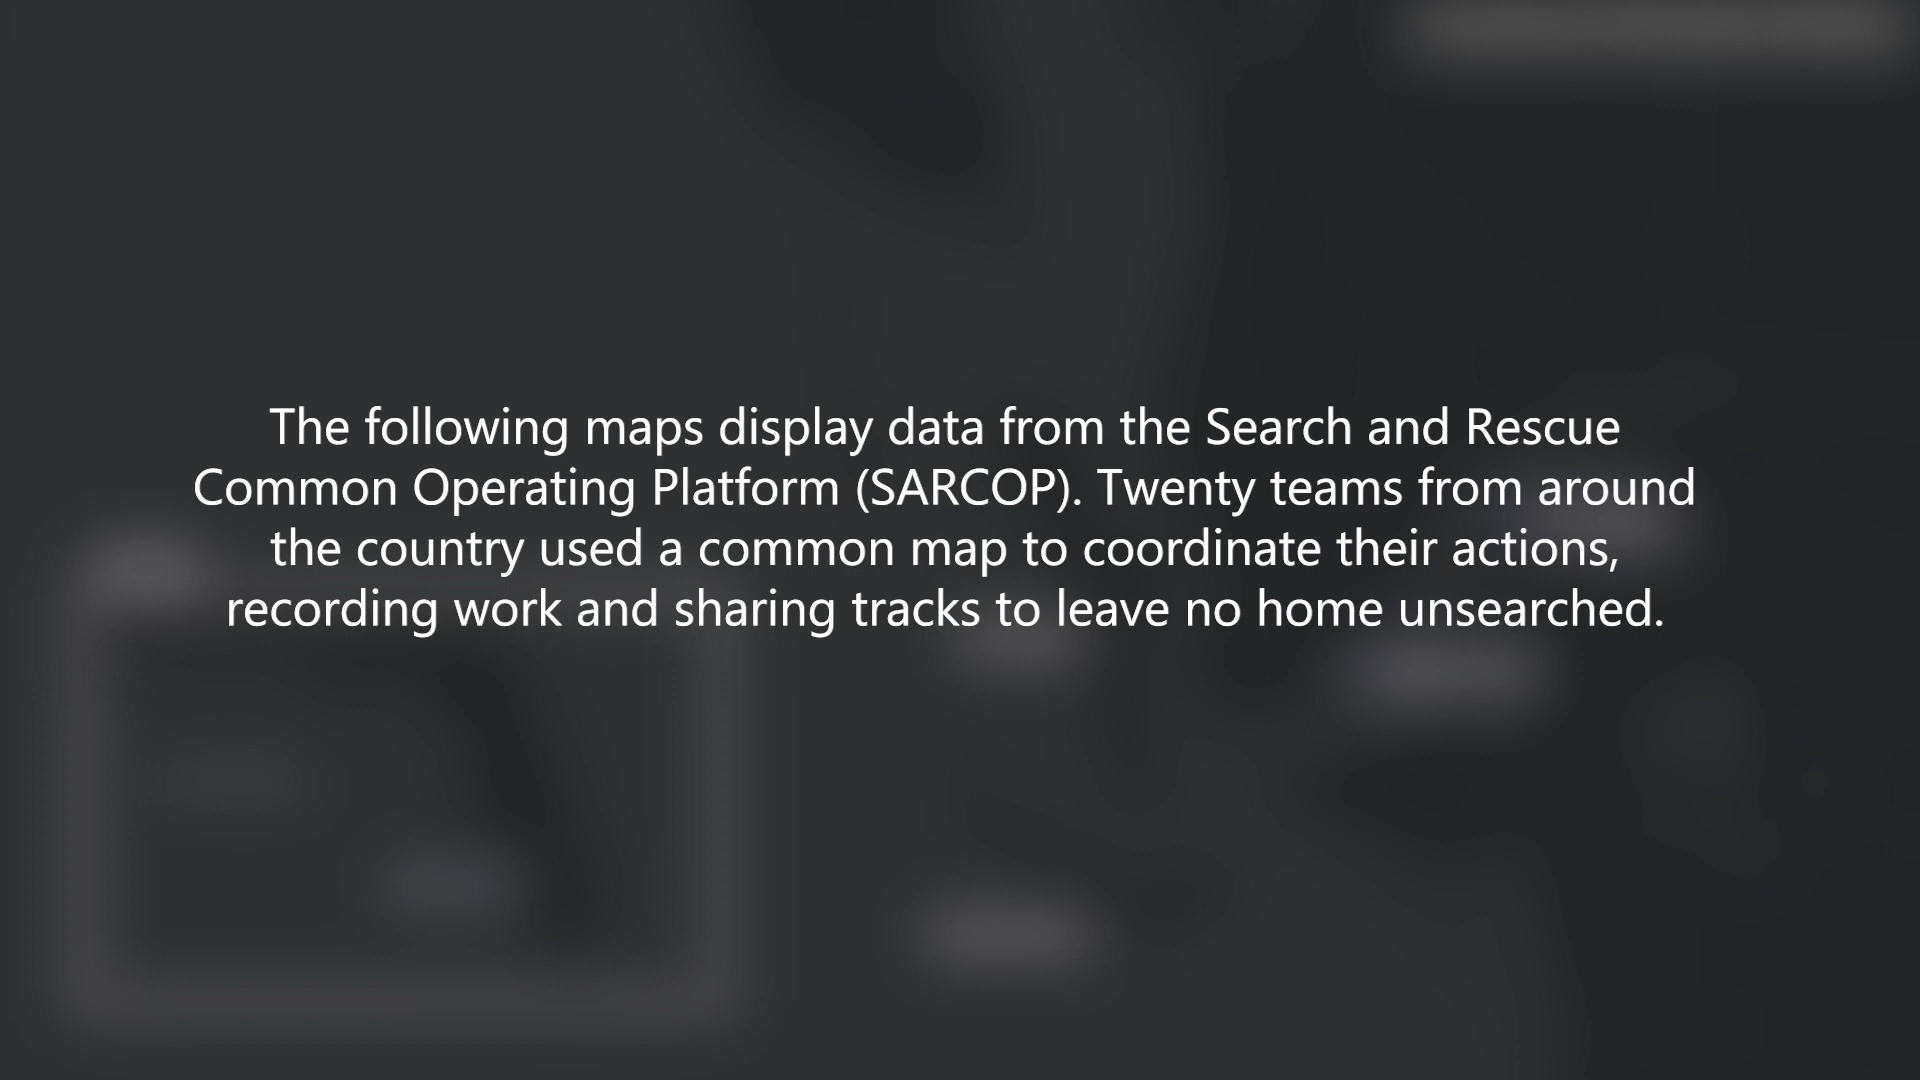 The following maps display data from the Search and Rescue
Common Operating Platform (SARCOP). Twenty teams from around
the country used a common map to coordinate their actions,
recording work and sharing tracks to leave no home unsearched.